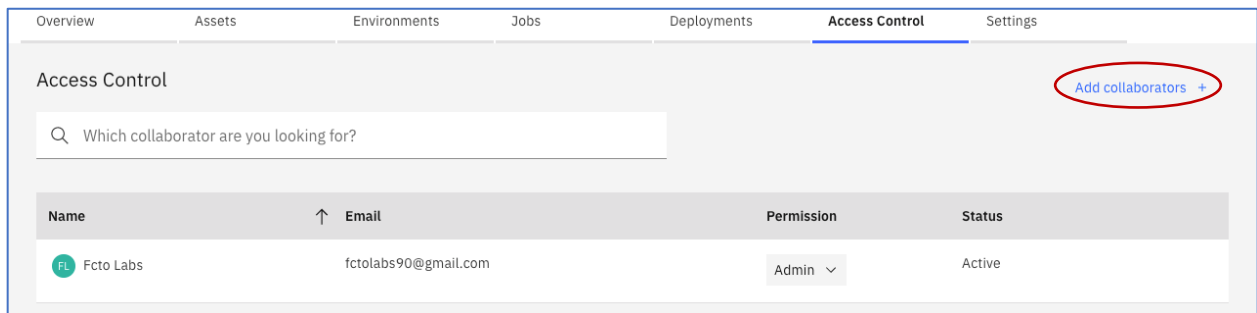 Overview Assets Environments Jobs Deployments Access Control Settings
Access Control
Add collaborators +
Which collaborator are you looking for?
Name Email Permission Status
FL Fcto Labs fctolabs90@gmail.com Admin Active